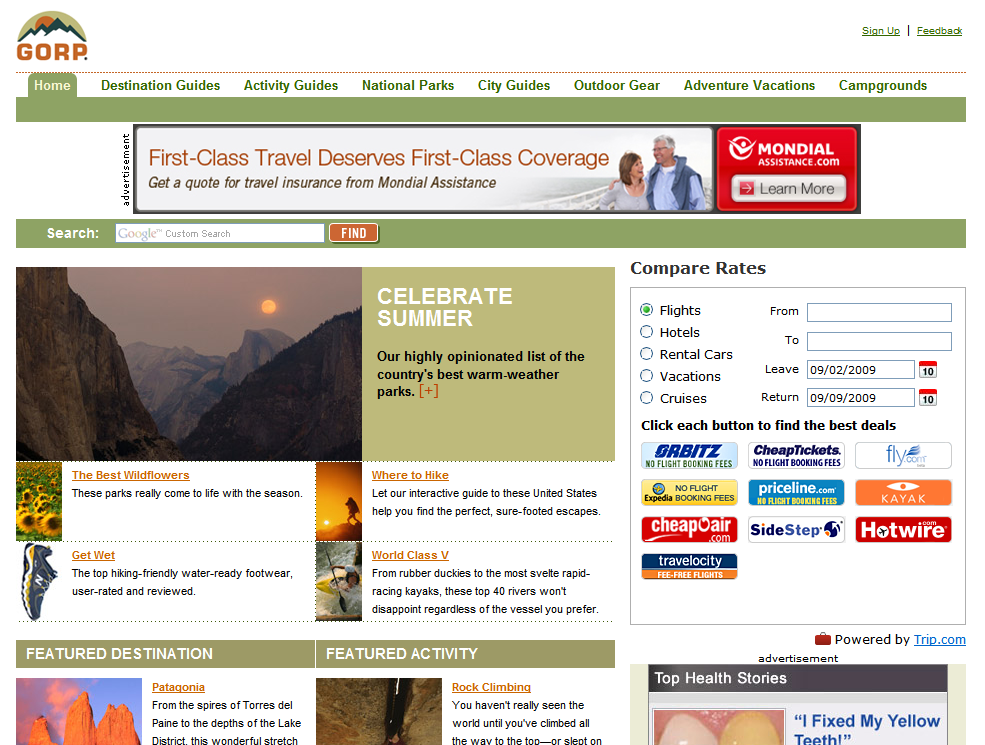 GORP.
Sign Up | Feedback
Home
Destination Guides
Activity Guides
National Parks
City Guides
Outdoor Gear
Adventure Vacations
Campgrounds
advertisement
First-Class Travel Deserves First-Class Coverage
Get a quote for travel insurance from Mondial Assistance
MONDIAL
ASSISTANCE.COM
Learn More
Search:
Google™ Custom Search
FIND
CELEBRATE
SUMMER
Our highly opinionated list of the
country's best warm-weather
parks. [+]
The Best Wildflowers
These parks really come to life with the season.
Where to Hike
Let our interactive guide to these United States
help you find the perfect, sure-footed escapes.
Get Wet
The top hiking-friendly water-ready footwear,
user-rated and reviewed.
World Class V
From rubber duckies to the most svelte rapid-
racing kayaks, these top 40 rivers won't
disappoint regardless of the vessel you prefer.
FEATURED DESTINATION
Patagonia
From the spires of Torres del
Paine to the depths of the Lake
District, this wonderful stretch
FEATURED ACTIVITY
Rock Climbing
You haven't really seen the
world until you've climbed all
the way to the top—or slept on
Compare Rates
Flights
Hotels
Rental Cars
Vacations
Cruises
From
To
Leave 09/02/2009 10
Return 09/09/2009 10
Click each button to find the best deals
ORBITZ
NO FLIGHT BOOKING FEES
CheapTickets.
NO FLIGHT BOOKING FEES
fly.com
Expedia NO FLIGHT BOOKING FEES
priceline.com
NO FLIGHT BOOKING FEES
KAYAK
cheapOair.com
SideStep
Hotwire.com
travelocity
FEE-FREE FLIGHTS
Powered by Trip.com
advertisement
Top Health Stories
“I Fixed My Yellow
Teeth!”